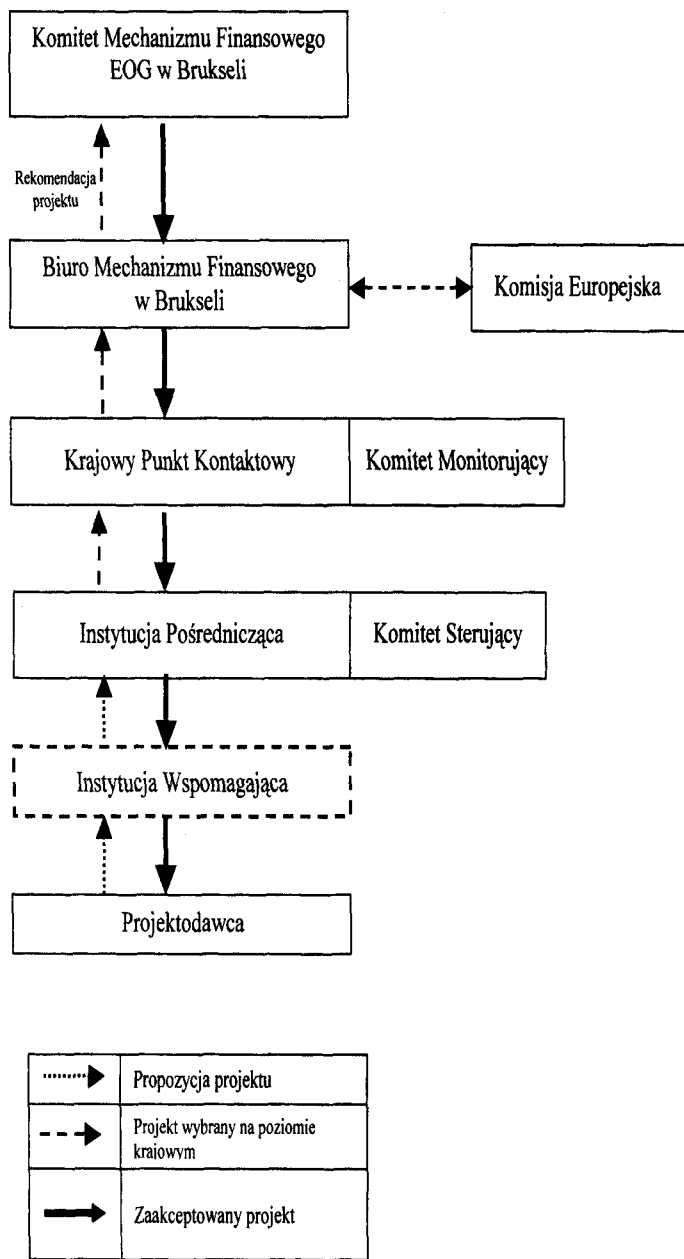 Komitet Mechanizmu Finansowego
EOG w Brukseli
Rekomendacja
projektu
Biuro Mechanizmu Finansowego
w Brukseli
Komisja Europejska
Krajowy Punkt Kontaktowy
Komitet Monitorujący
Instytucja Pośrednicząca
Komitet Sterujący
Instytucja Wspomagająca
Projektodawca
Propozycja projektu
Projekt wybrany na poziomie
kraiowym
Zaakceptowany projekt